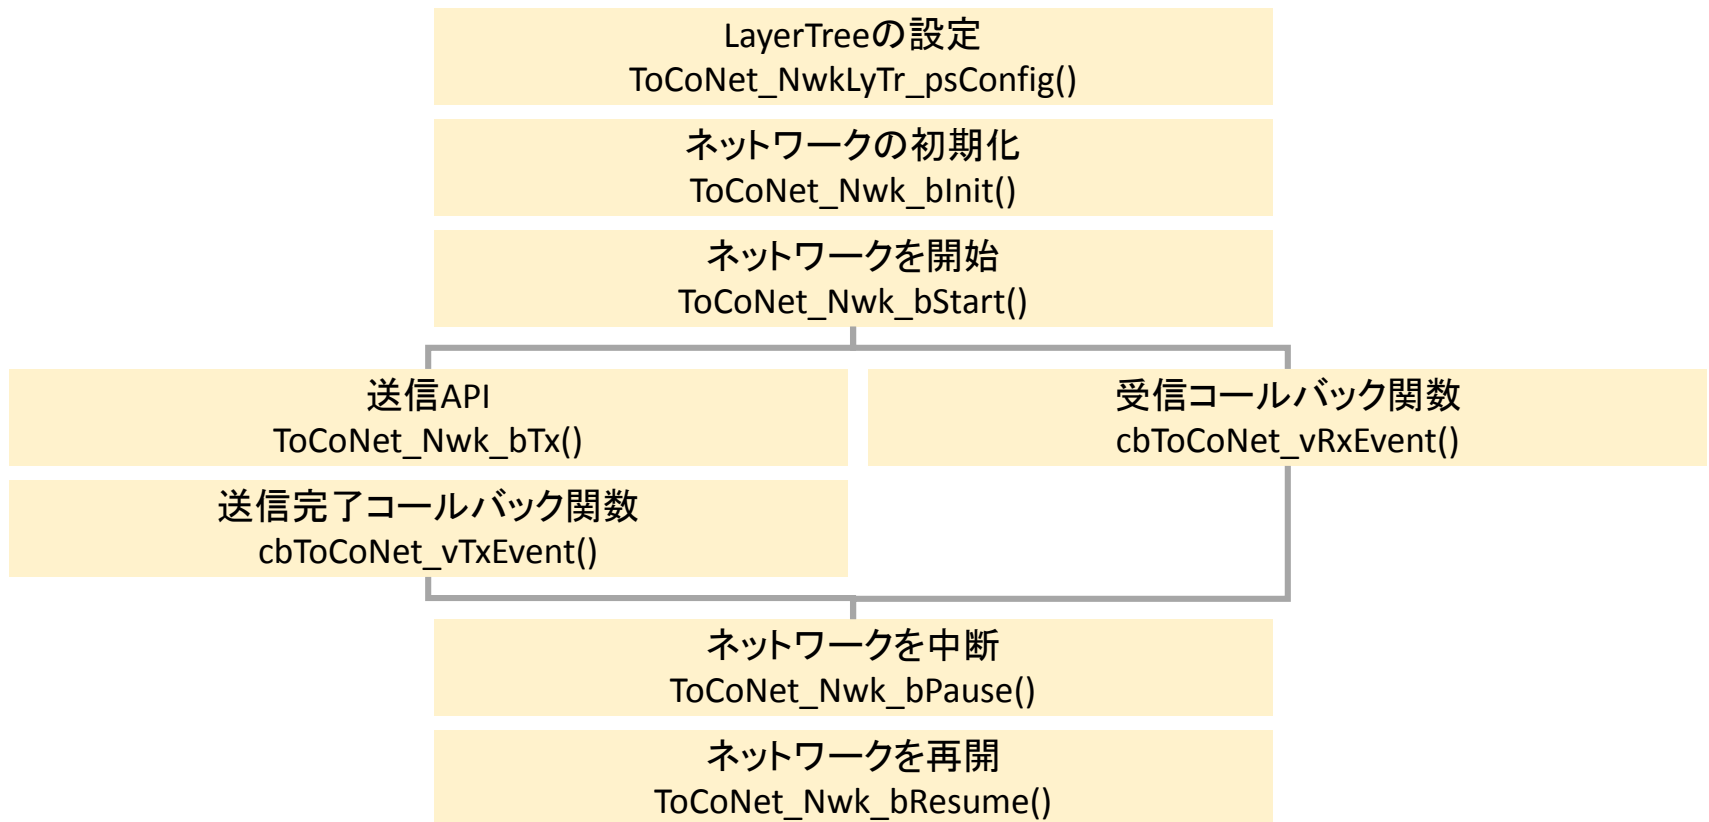 LayerTreeの設定
ToCoNet_NwkLyTr_psConfig()
ネットワークの初期化
ToCoNet_Nwk_bInit()
ネットワークを開始
ToCoNet_Nwk_bStart()
送信API
ToCoNet_Nwk_bTx()
受信コールバック関数
cbToCoNet_vRxEvent()
送信完了コールバック関数
cbToCoNet_vTxEvent()
ネットワークを中断
ToCoNet_Nwk_bPause()
ネットワークを再開
ToCoNet_Nwk_bResume()